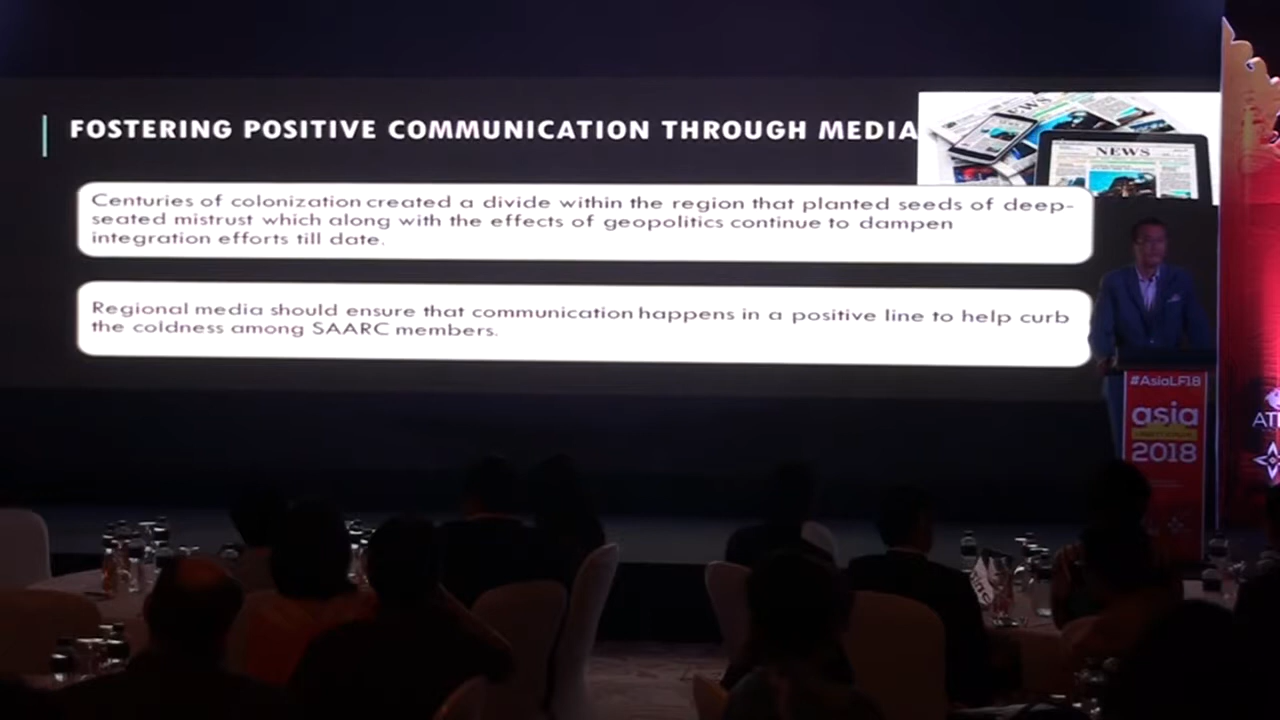 FOSTERING POSITIVE COMMUNICATION THROUGH MEDIA
NEWS
NEWS
Centuries of colonization created a divide within the region that planted seeds of deep-
seated mistrust which along with the effects of geopolitics continue to dampen
integration efforts till date.
Regional media should ensure that communication happens in a positive line to help curb
the coldness among SAARC members.
#AsiaLF18
asia
2018